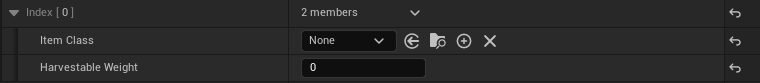 Index [ 0 ] 2 members
Item Class None
Harvestable Weight 0